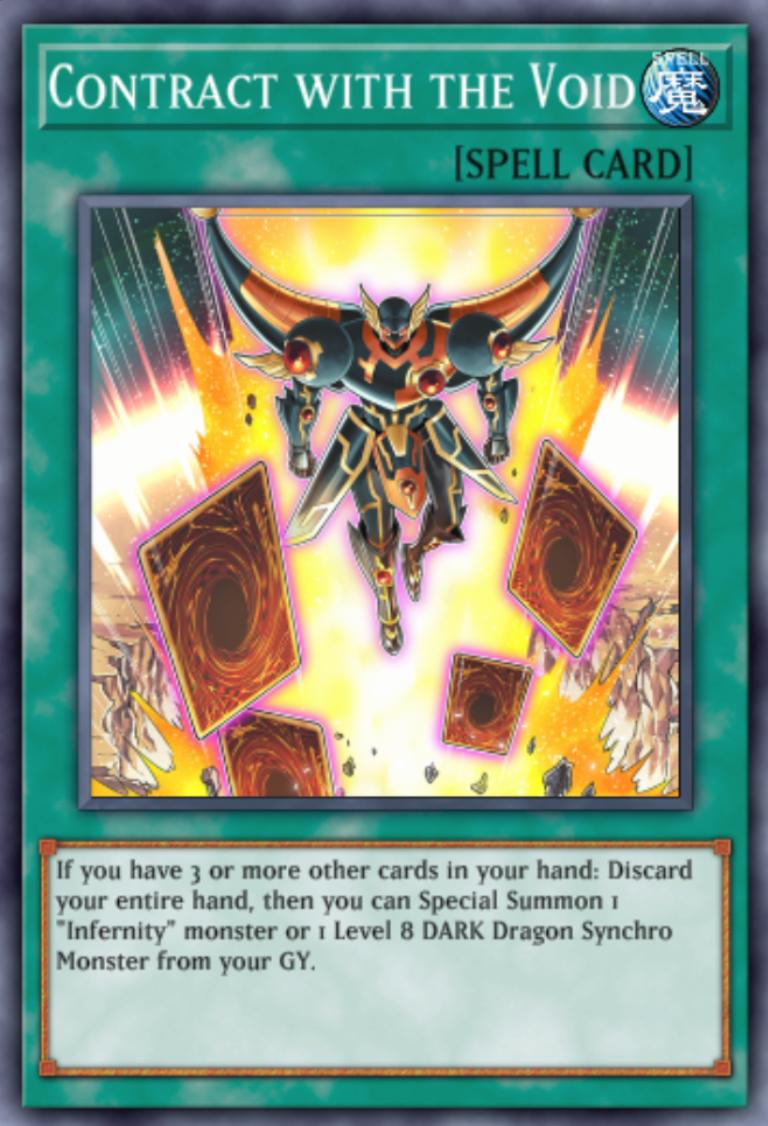 CONTRACT WITH THE VOID
SPELL
魔
[SPELL CARD]
If you have 3 or more other cards in your hand: Discard
your entire hand, then you can Special Summon 1
"Infernity" monster or 1 Level 8 DARK Dragon Synchro
Monster from your GY.